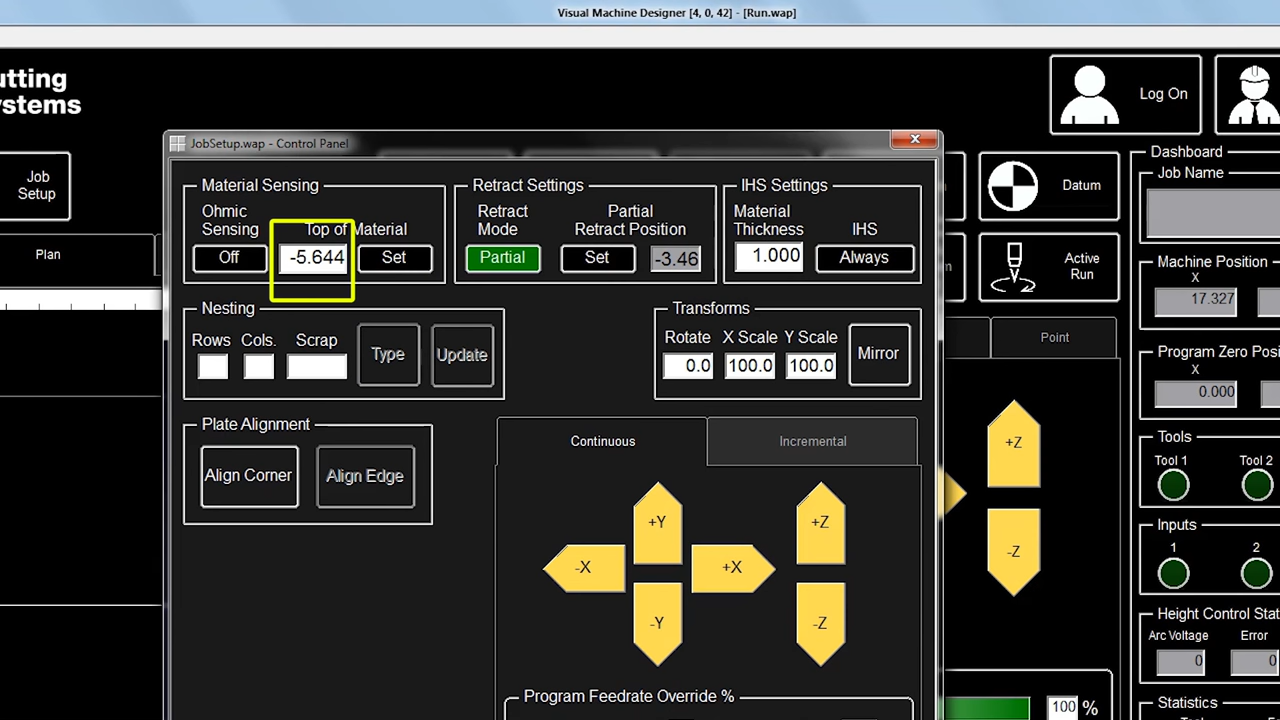 Visual Machine Designer [4, 0, 42] - [Run.wap]
utting
ystems
Log On
JobSetup.wap - Control Panel
Job
Setup
Plan
Material Sensing
Ohmic
Sensing
Off
Top of Material
-5.644
Set
Retract Settings
Retract
Mode
Partial
Partial
Retract Position
Set
-3.46
IHS Settings
Material
Thickness
1.000
IHS
Always
Nesting
Rows
Cols.
Scrap
Type
Update
Transforms
Rotate
X Scale
Y Scale
0.0
100.0
100.0
Mirror
Plate Alignment
Align Corner
Align Edge
Continuous
Incremental
+Y
-X
+X
-Y
+Z
-Z
Program Feedrate Override %
Datum
Active
Run
Point
+Z
-Z
100 %
Dashboard
Job Name
Machine Position
X
17.327
Program Zero Posi
X
0.000
Tools
Tool 1
Tool 2
Inputs
1
2
Height Control Stat
Arc Voltage
Error
0
0
Statistics